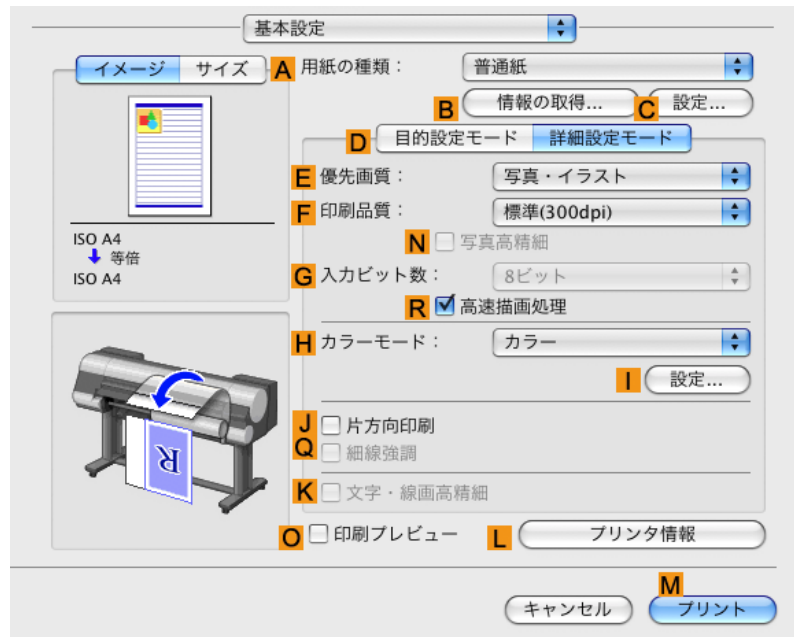 基本設定
イメージ サイズ
A 用紙の種類： 普通紙
B 情報の取得... C 設定...
D 目的設定モード 詳細設定モード
E 優先画質： 写真・イラスト
F 印刷品質： 標準(300dpi)
N 写真高精細
ISO A4
等倍
ISO A4
G 入力ビット数： 8ビット
R 高速描画処理
H カラーモード： カラー
I 設定...
J 片方向印刷
Q 細線強調
K 文字・線画高精細
R
O 印刷プレビュー L プリンタ情報
M
キャンセル プリント